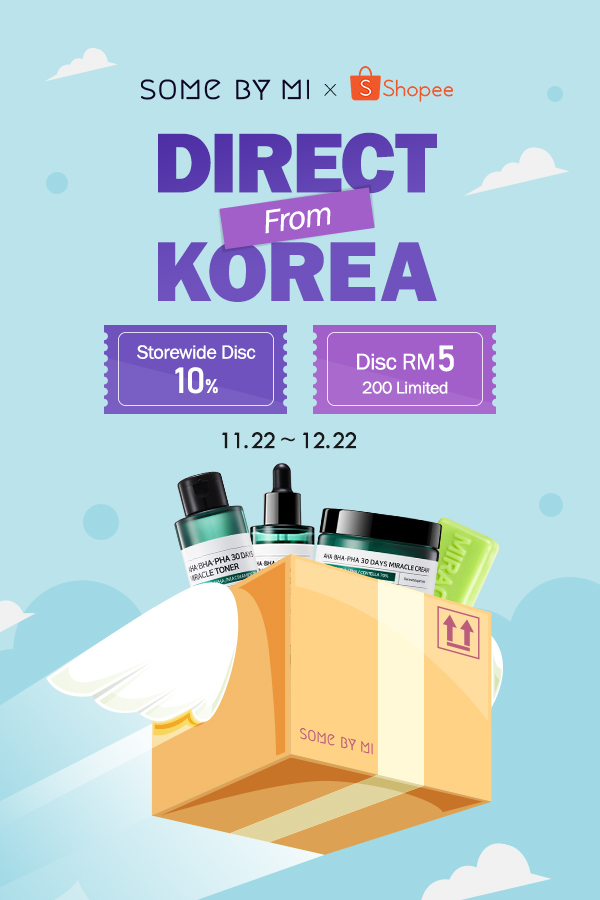 SOME BY MI × Shopee
DIRECT
From
KOREA
Storewide Disc
10%
Disc RM5
200 Limited
11.22 ~ 12.22
AHA·BHA·PHA 30 DAYS
MIRACLE TONER
AHA·BHA·PHA 30 DAYS MIRACLE CREAM
SOME BY MI